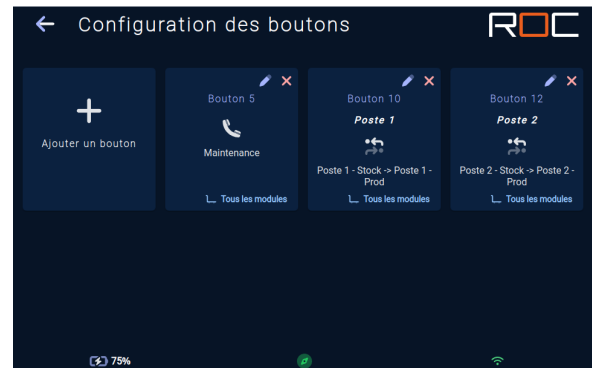 Configuration des boutons
ROC
Ajouter un bouton
Bouton 5
Maintenance
Tous les modules
Bouton 10
Poste 1
Poste 1 - Stock -> Poste 1 -
Prod
Tous les modules
Bouton 12
Poste 2
Poste 2 - Stock -> Poste 2 -
Prod
Tous les modules
75%